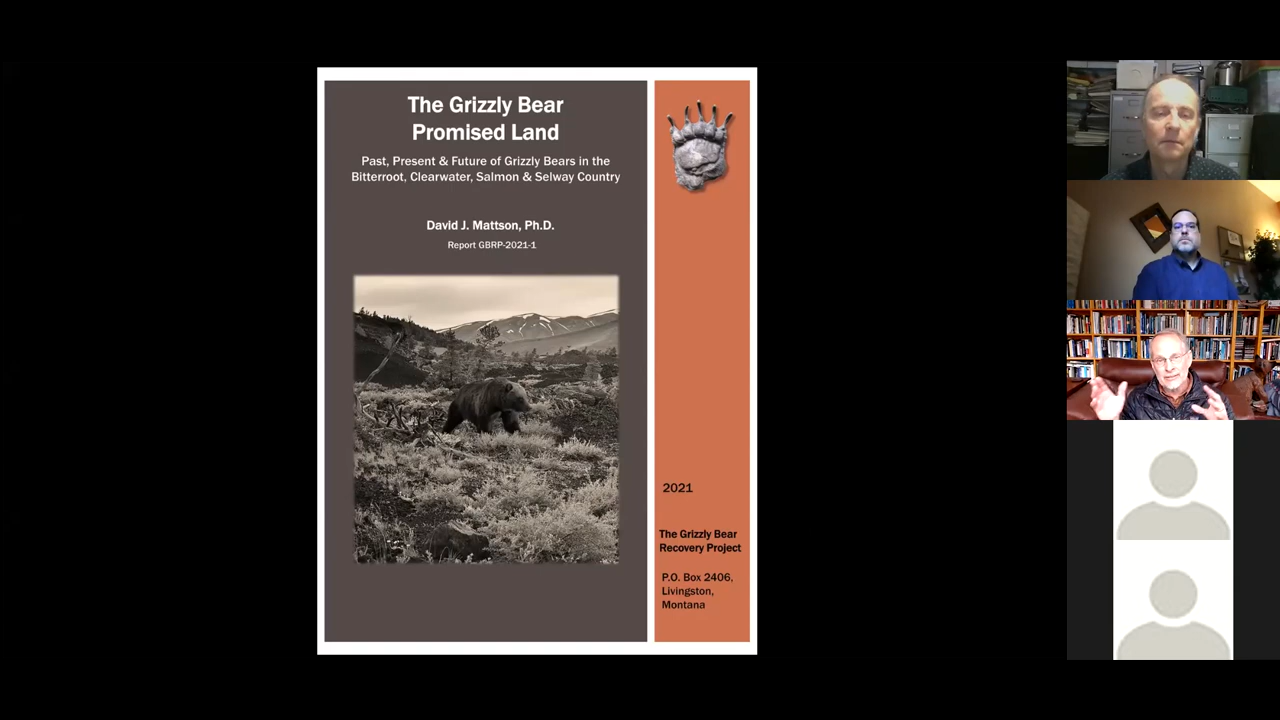 The Grizzly Bear
Promised Land
Past, Present & Future of Grizzly Bears in the
Bitterroot, Clearwater, Salmon & Selway Country
David J. Mattson, Ph.D.
Report GBRP-2021-1
2021
The Grizzly Bear
Recovery Project
P.O. Box 2406,
Livingston,
Montana